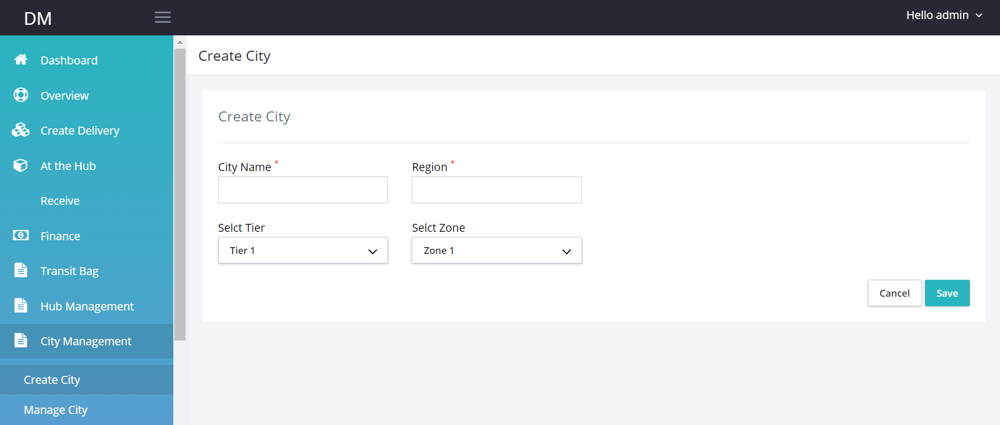 DM
Hello admin
Dashboard
Overview
Create Delivery
At the Hub
Receive
Finance
Transit Bag
Hub Management
City Management
Create City
Manage City
Create City
Create City
City Name *
Region *
Selct Tier
Selct Zone
Tier 1
Zone 1
Cancel
Save